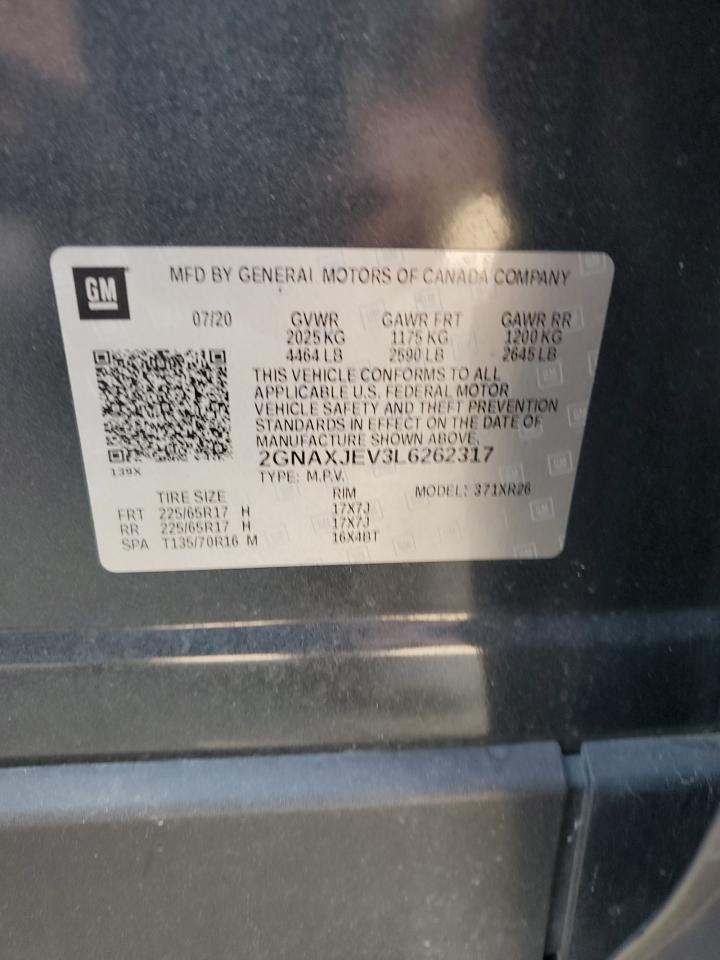 GM
MFD BY GENERAL MOTORS OF CANADA COMPANY
07/20 GVWR GAWR FRT GAWR RR
2025 KG 1175 KG 1200 KG
4464 LB 2590 LB 2645 LB
THIS VEHICLE CONFORMS TO ALL
APPLICABLE U.S. FEDERAL MOTOR
VEHICLE SAFETY AND THEFT PREVENTION
STANDARDS IN EFFECT ON THE DATE OF
MANUFACTURE SHOWN ABOVE.
2GNAXJEV3L6262317
139X
TYPE: M.P.V.
TIRE SIZE RIM MODEL: 371XR26
FRT 225/65R17 H 17X7J
RR 225/65R17 H 17X7J
SPA T135/70R16 M 16X4BT